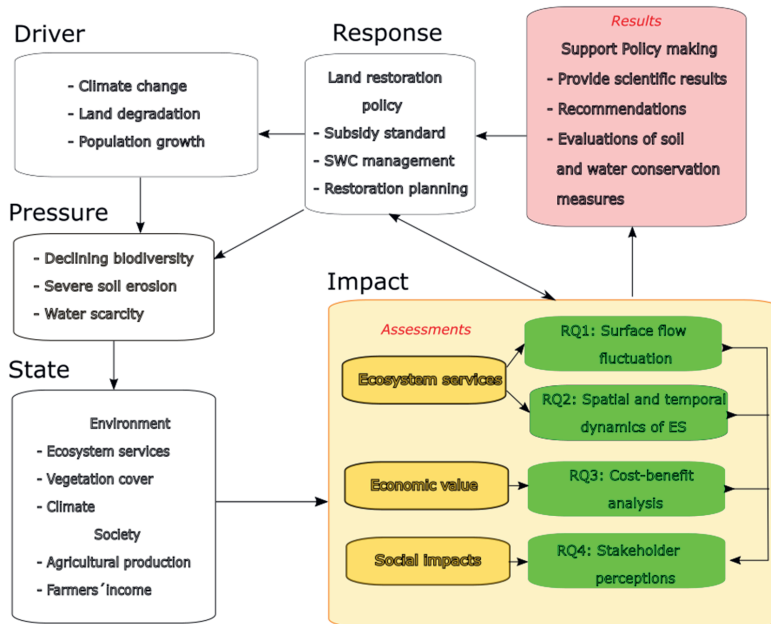 Driver
- Climate change
- Land degradation
- Population growth
Response
Land restoration
policy
- Subsidy standard
- SWC management
- Restoration planning
Results
Support Policy making
- Provide scientific results
- Recommendations
- Evaluations of soil
and water conservation
measures
Pressure
- Declining biodiversity
- Severe soil erosion
- Water scarcity
State
Environment
- Ecosystem services
- Vegetation cover
- Climate
Society
- Agricultural production
- Farmers´income
Impact
Assessments
Ecosystem services
RQ1: Surface flow
fluctuation
RQ2: Spatial and temporal
dynamics of ES
Economic value
RQ3: Cost-benefit
analysis
Social impacts
RQ4: Stakeholder
perceptions